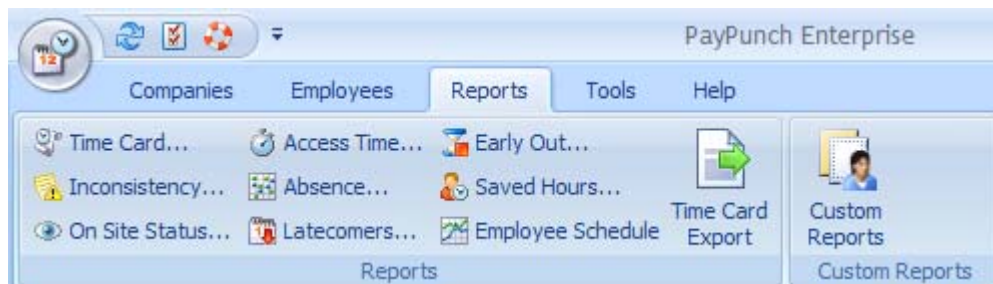 PayPunch Enterprise
12
Companies Employees Reports Tools Help
Time Card... Access Time... Early Out...
Inconsistency... Absence... Saved Hours...
On Site Status... Latecomers... Employee Schedule
Time Card
Export
Custom
Reports
Reports Custom Reports